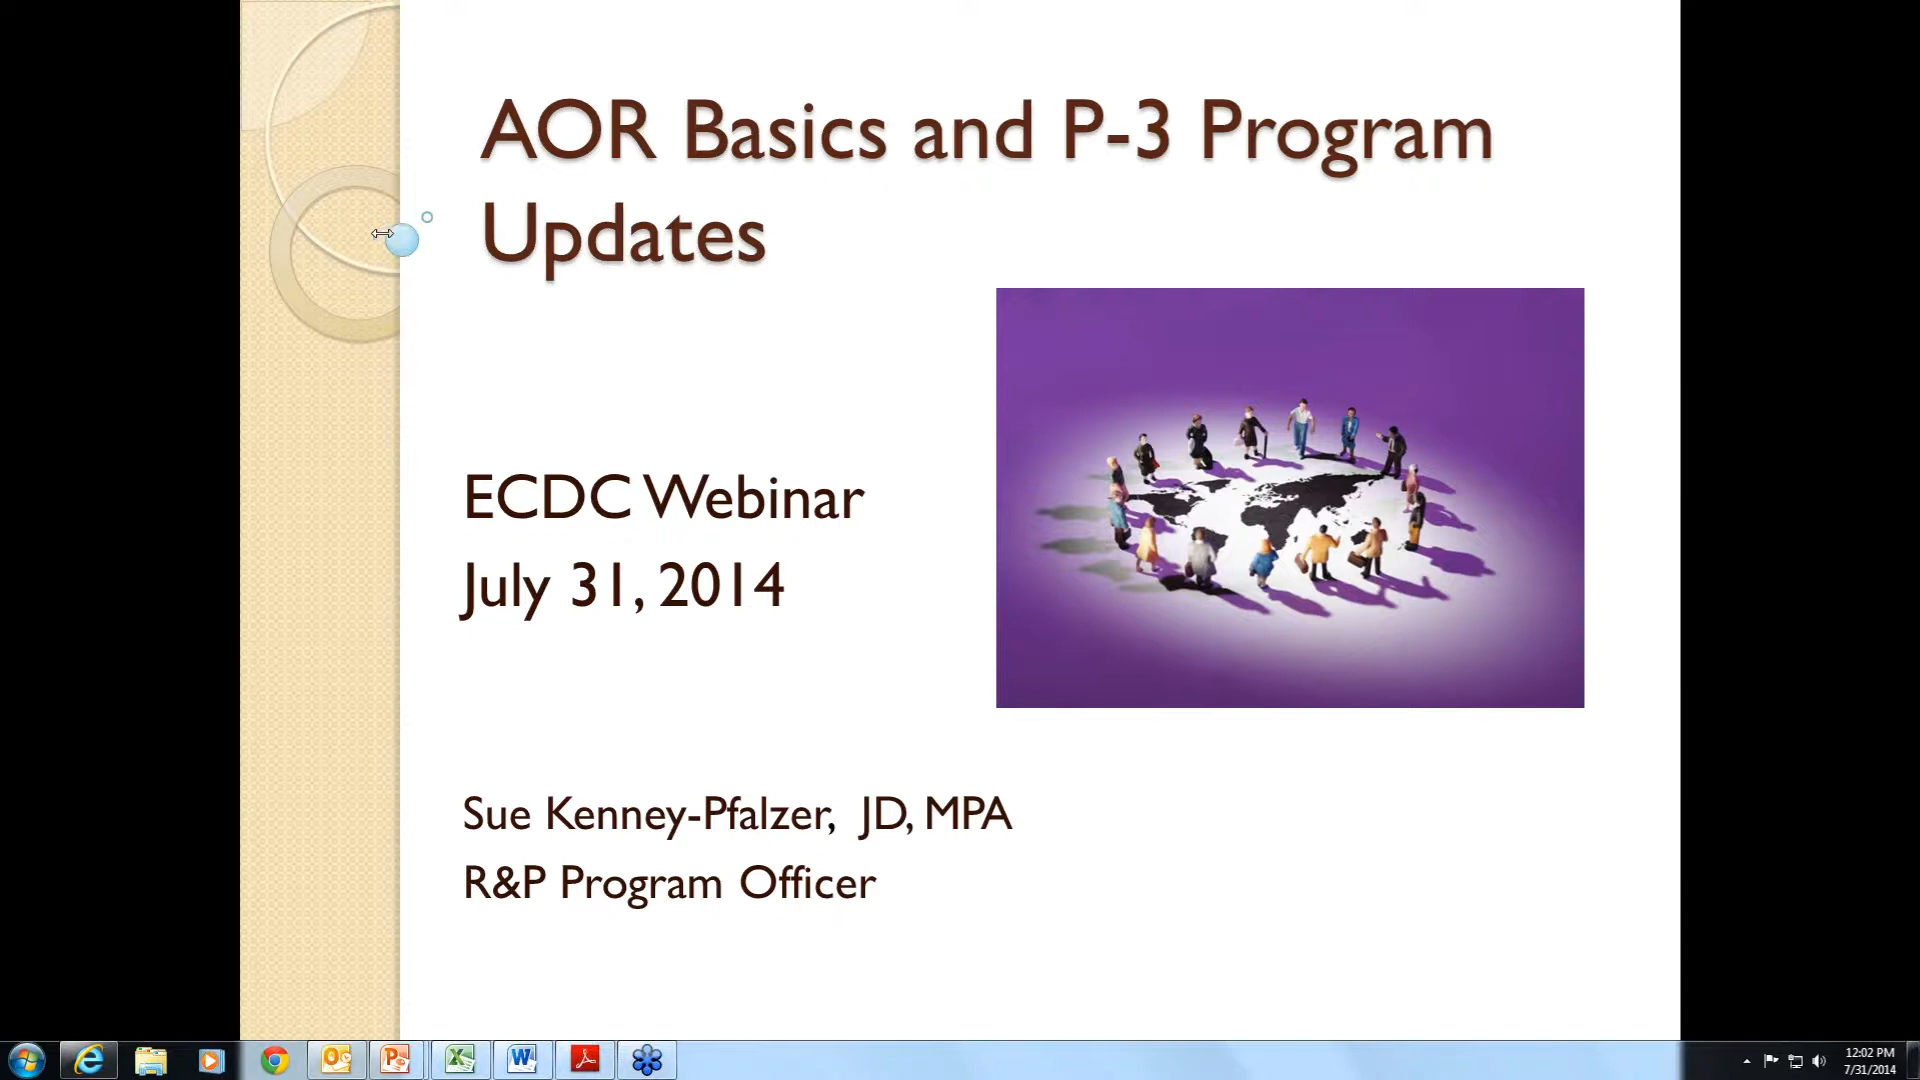 AOR Basics and P-3 Program
Updates
ECDC Webinar
July 31, 2014
Sue Kenney-Pfalzer, JD, MPA
R&P Program Officer
12:02 PM
7/31/2014